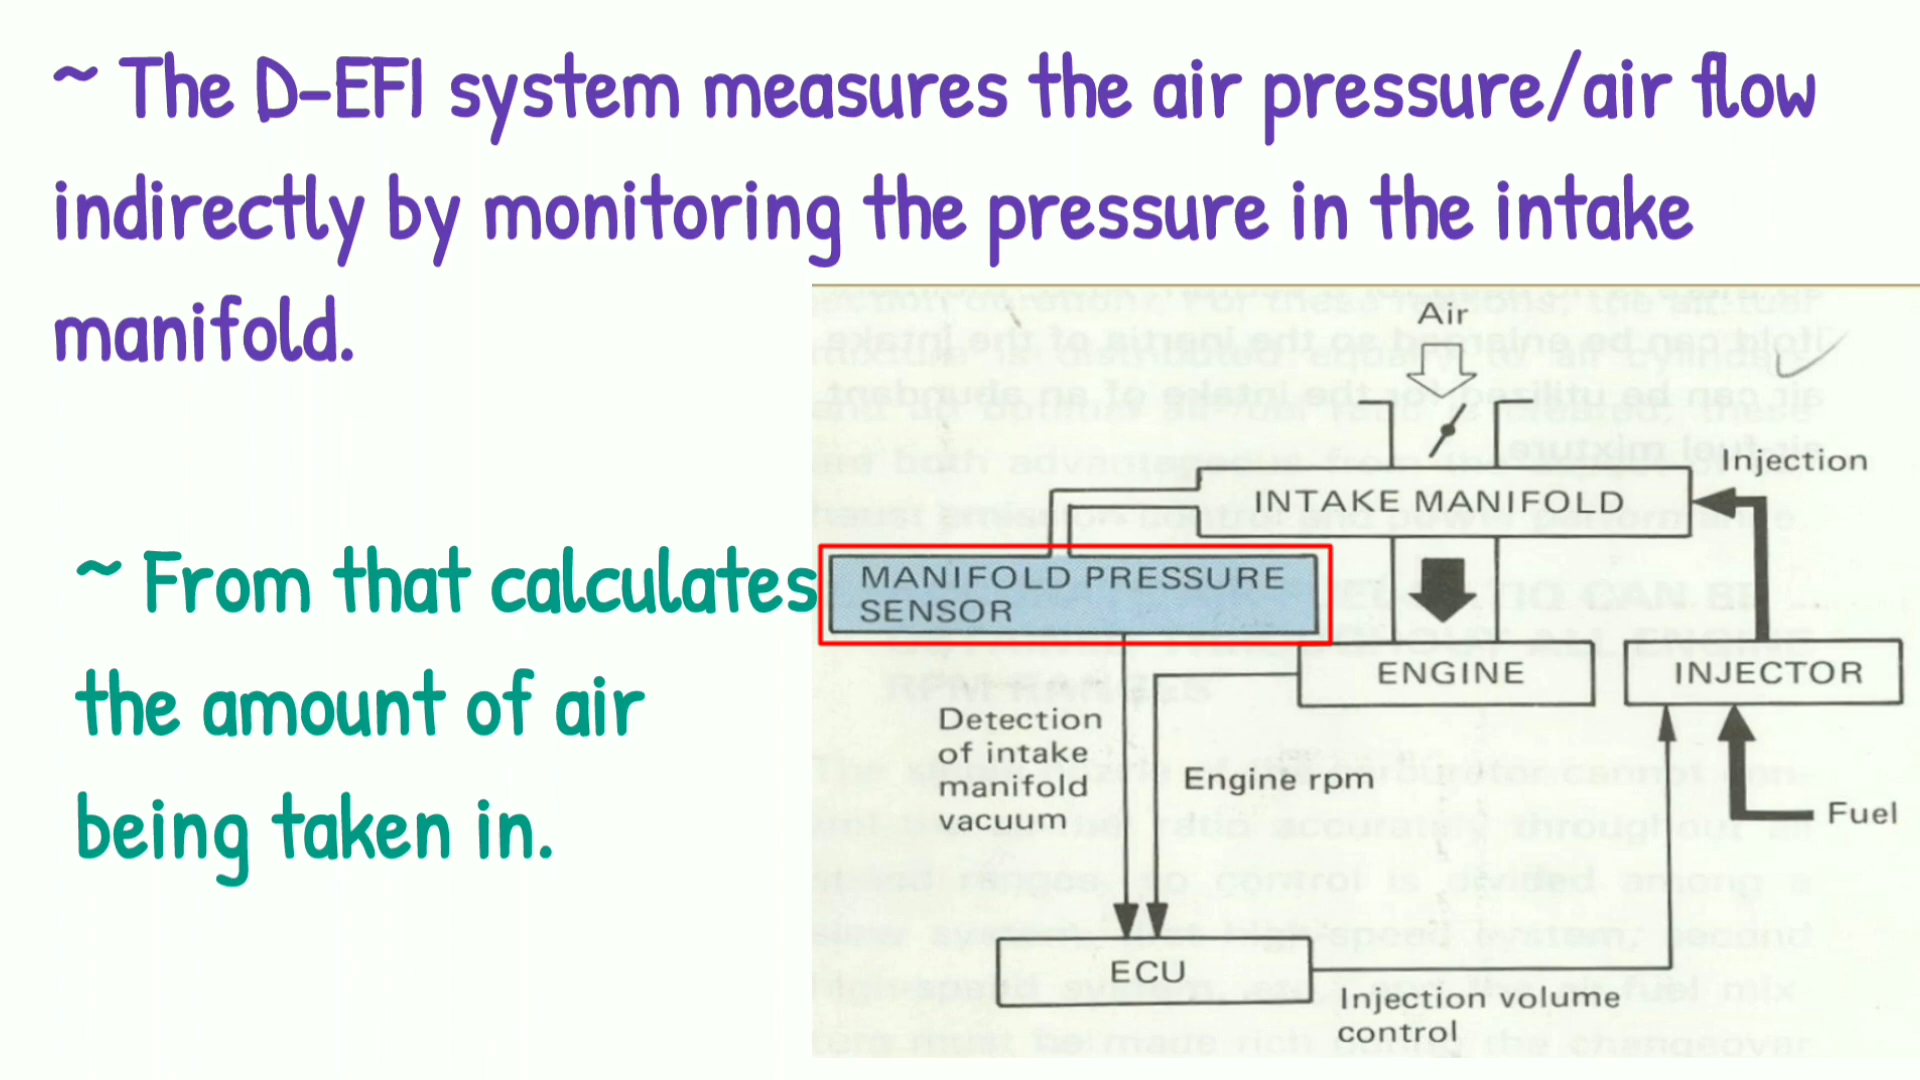 ~ The D-EFI system measures the air pressure/air flow
indirectly by monitoring the pressure in the intake
manifold.
~ From that calculates
the amount of air
being taken in.
Air
Injection
INTAKE MANIFOLD
MANIFOLD PRESSURE
SENSOR
ENGINE
INJECTOR
Detection
of intake
manifold
vacuum
Engine rpm
Fuel
ECU
Injection volume
control